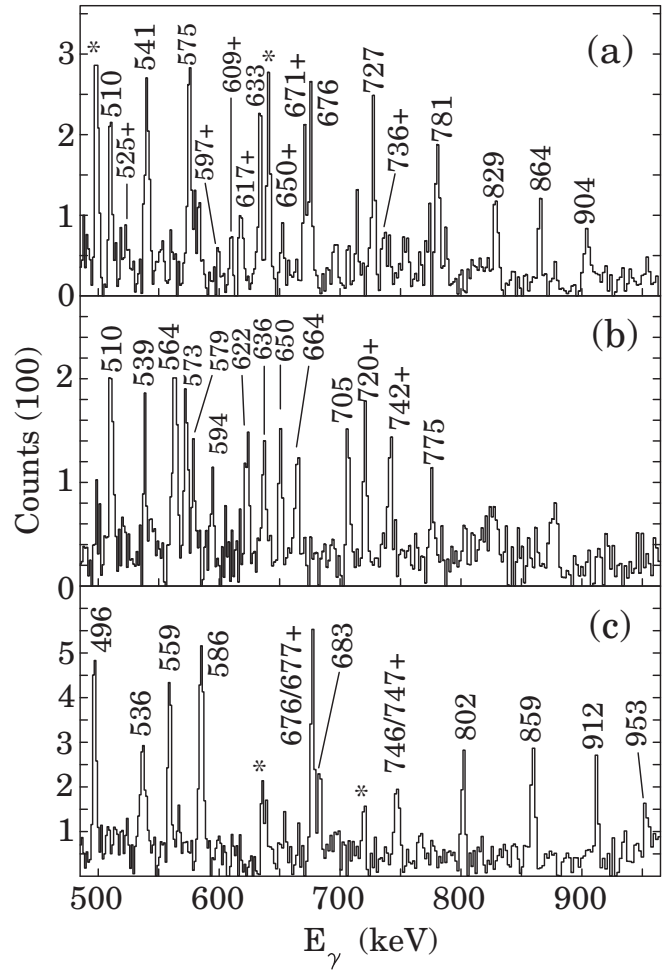 (a)
* 510 525+ 541 575 597+ 609+ 617+ 633 * 650+ 671+ 676 727 736+ 781 829 864 904
3
2
1
0
(b)
510 539 564 573 579 594 622 636 650 664 705 720+ 742+ 775
2
1
0
Counts (100)
(c)
496 536 559 586 * 676/677+ 683 * 746/747+ 802 859 912 953
5
4
3
2
1
500 600 700 800 900
Eγ (keV)